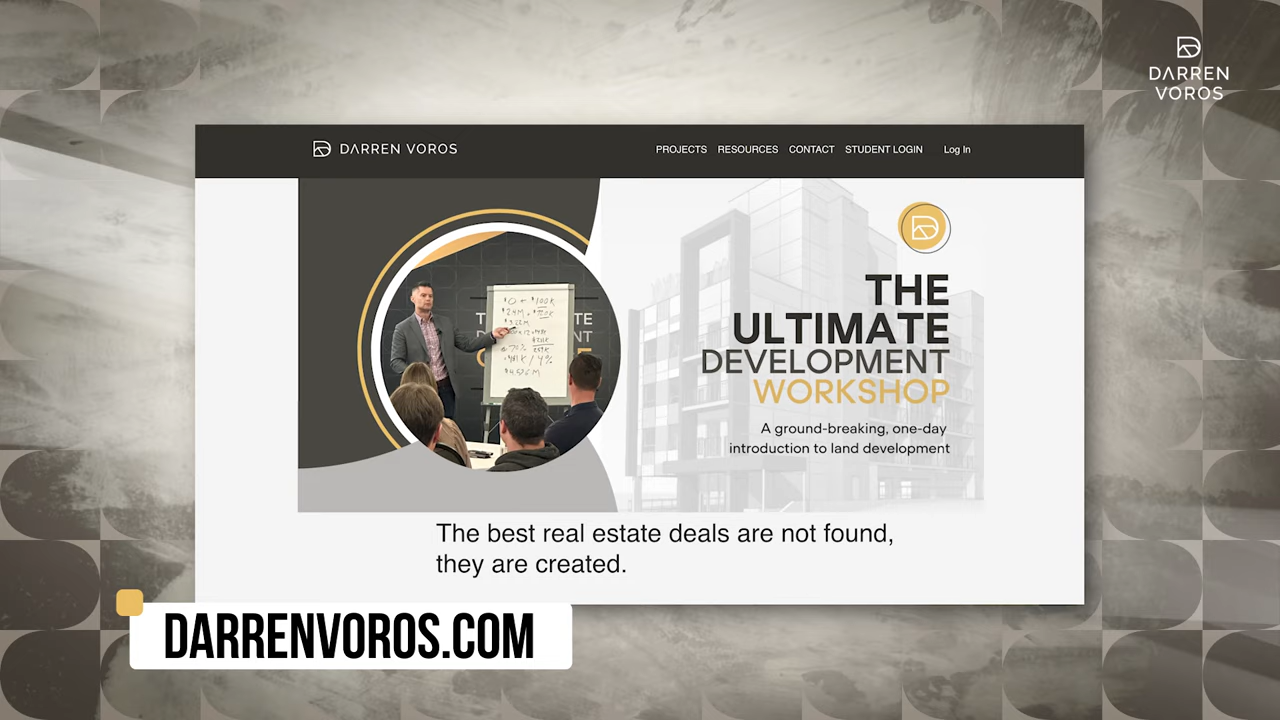 DARREN
VOROS
DARREN VOROS
PROJECTS RESOURCES CONTACT STUDENT LOGIN Log In
THE
ULTIMATE
DEVELOPMENT
WORKSHOP
A ground-breaking, one-day
introduction to land development
The best real estate deals are not found,
they are created.
DARRENVOROS.COM